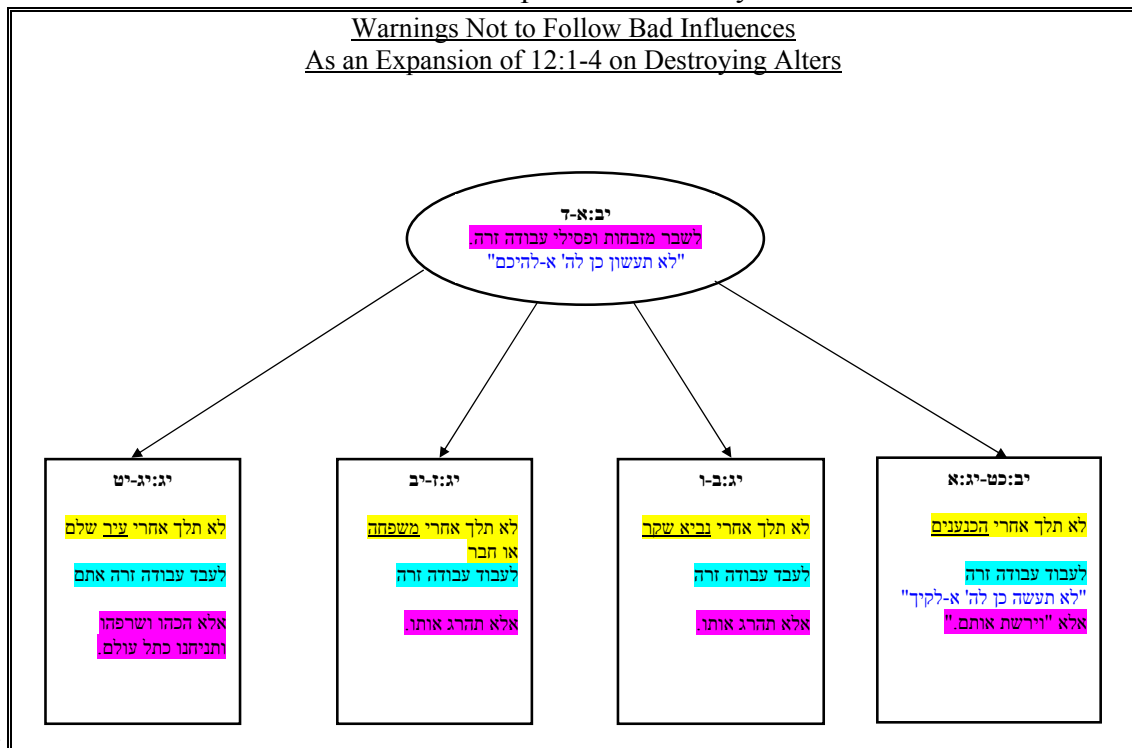 Warnings Not to Follow Bad Influences
As an Expansion of 12:1-4 on Destroying Alters
יב:א-ד
לשבר מזבחות ופסילי עבודה זרה.
"לא תעשון כן לה' א-להיכם"
יב:כט-יג:א
לא תלך אחרי הכנענים
לעבוד עבודה זרה
"לא תעשה כן לה' א-לקיך"
אלא "וירשת אותם."
יג:ב-ו
לא תלך אחרי נביא שקר
לעבד עבודה זרה
אלא תהרג אותו.
יג:ז-יב
לא תלך אחרי משפחה
או חבר
לעבוד עבודה זרה
אלא תהרג אותו.
יג:יג-יט
לא תלך אחרי עיר שלם
לעבד עבודה זרה אתם
אלא הכהו ושרפהו
ותניחנו כתל עולם.